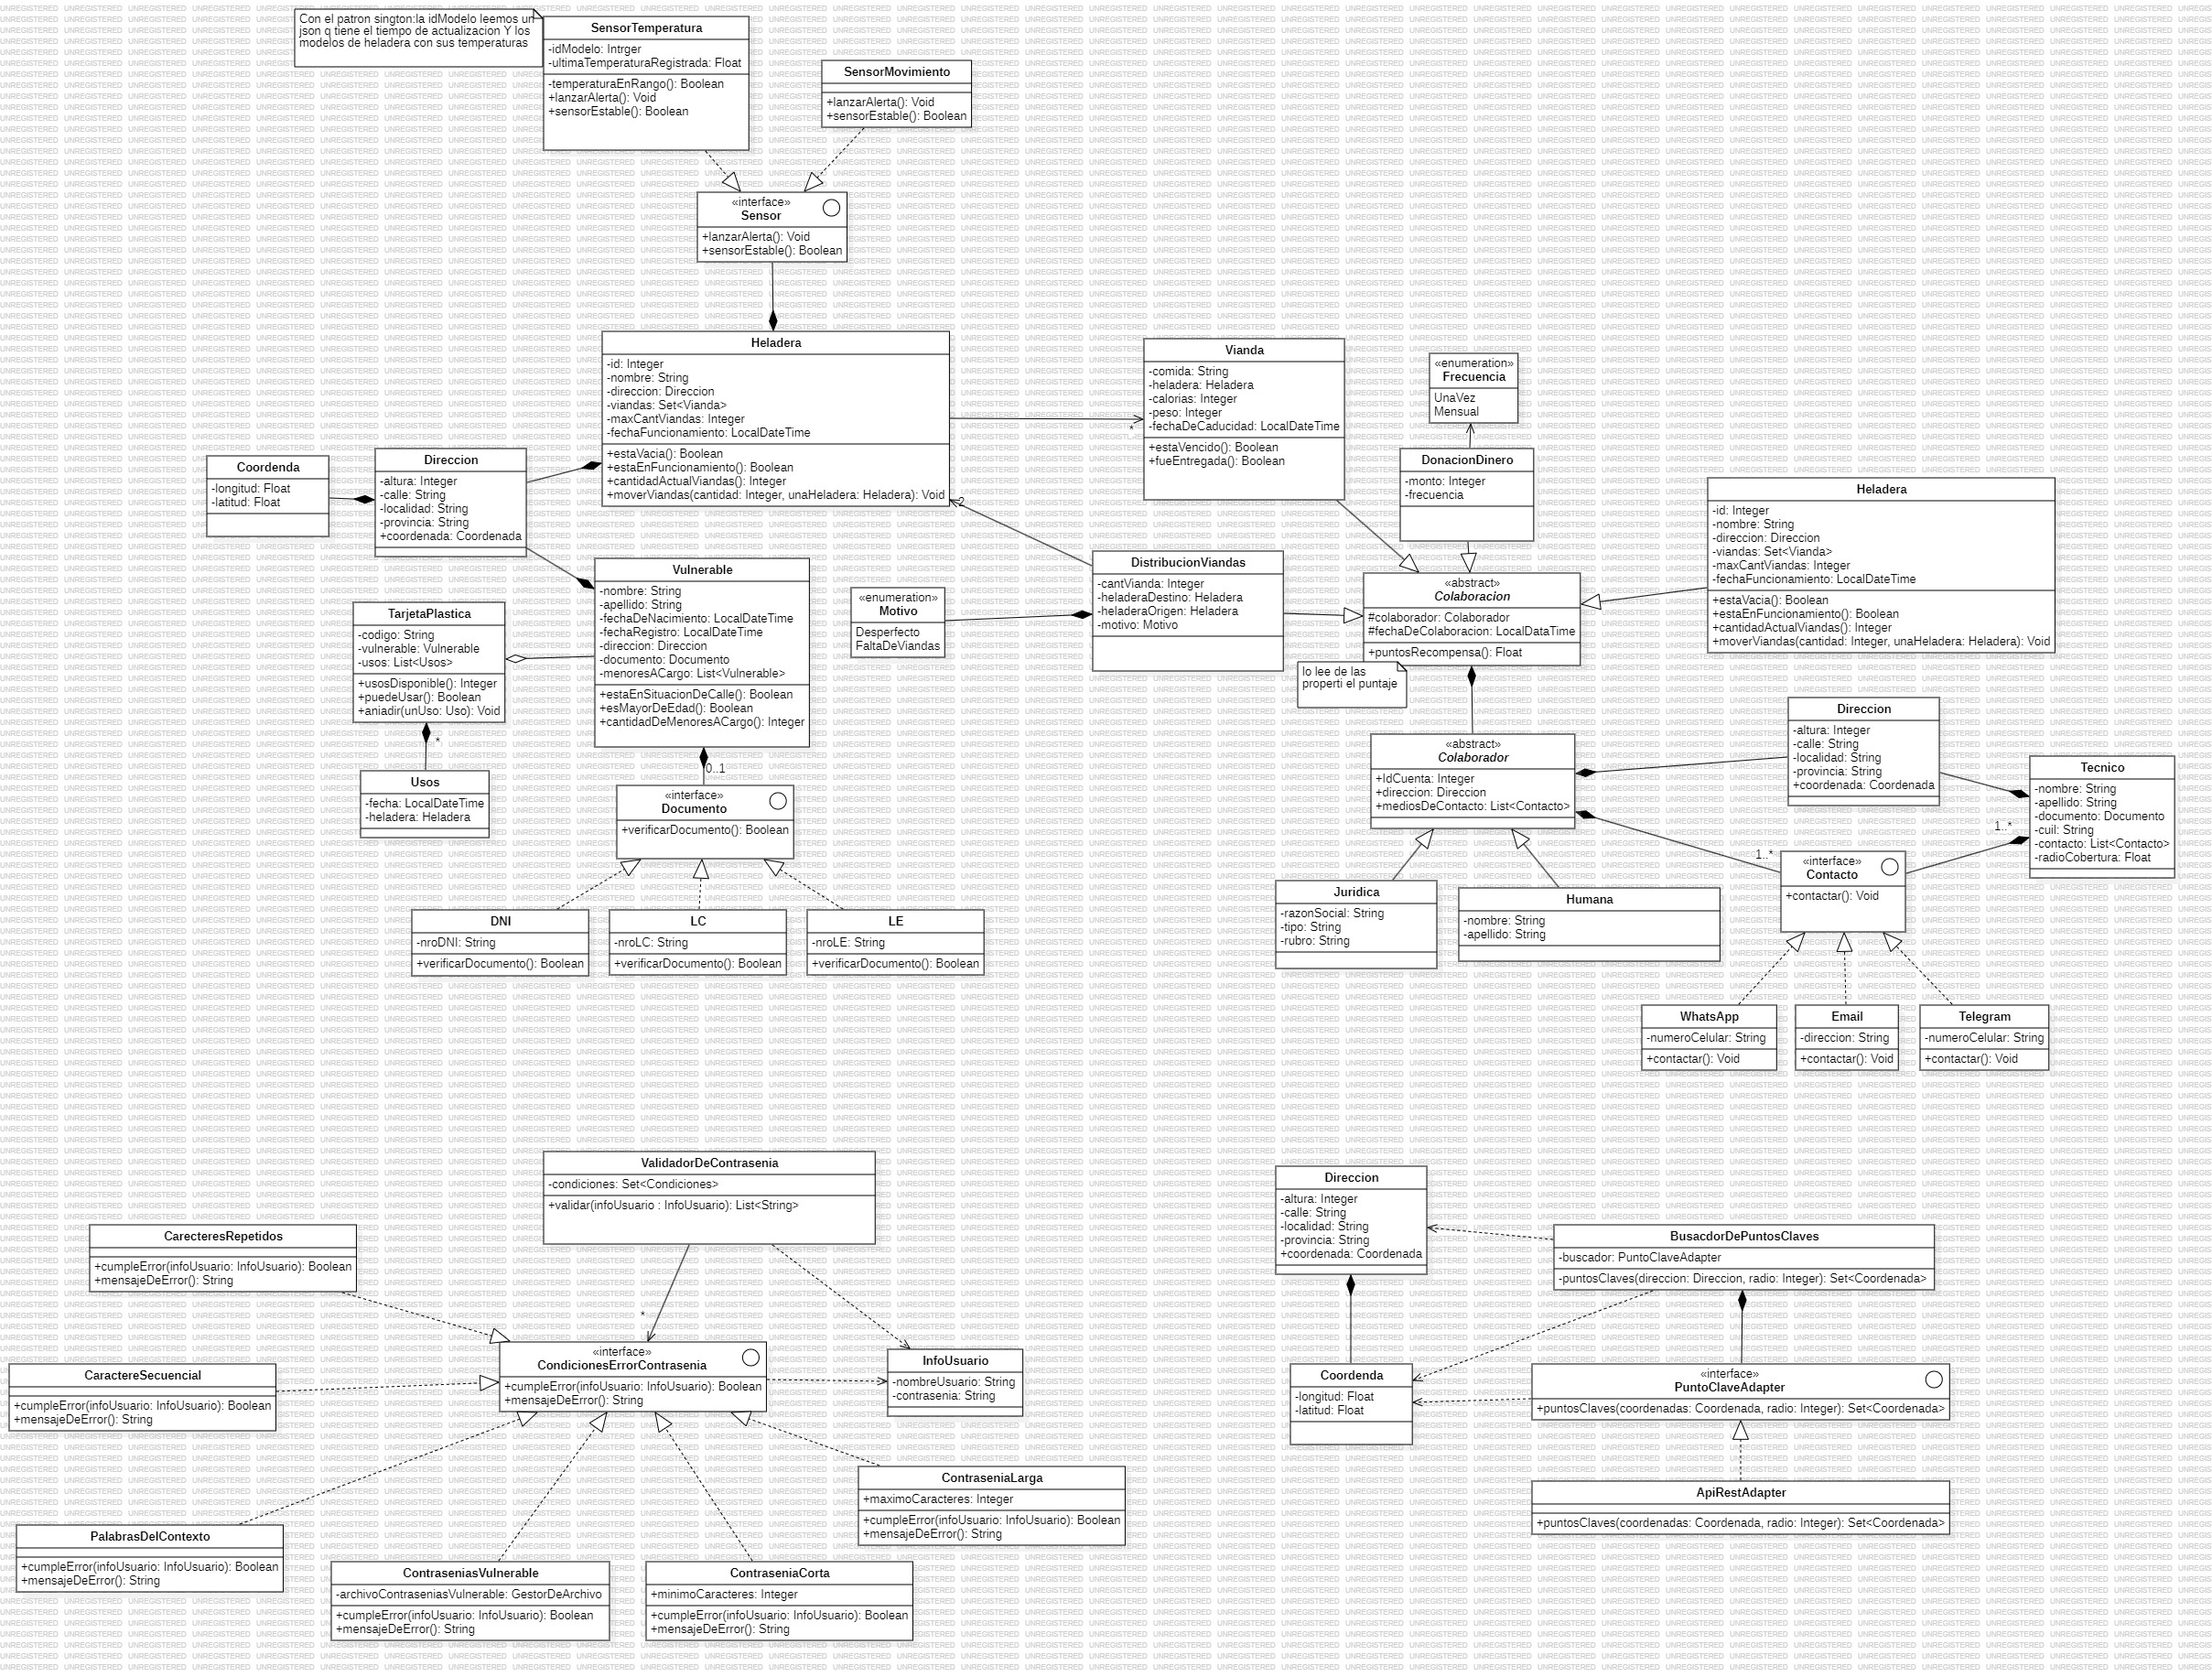 Con el patron sington:la idModelo leemos un
json q tiene el tiempo de actualizacion Y los
modelos de heladera con sus temperaturas
SensorTemperatura
-idModelo: Intrger
-ultimaTemperaturaRegistrada: Float
-temperaturaEnRango(): Boolean
+lanzarAlerta(): Void
+sensorEstable(): Boolean
SensorMovimiento
+lanzarAlerta(): Void
+sensorEstable(): Boolean
«interface»
Sensor
+lanzarAlerta(): Void
+sensorEstable(): Boolean
Heladera
-id: Integer
-nombre: String
-direccion: Direccion
-viandas: Set<Vianda>
-maxCantViandas: Integer
-fechaFuncionamiento: LocalDateTime
+estaVacia(): Boolean
+estaEnFuncionamiento(): Boolean
+cantidadActualViandas(): Integer
+moverViandas(cantidad: Integer, unaHeladera: Heladera): Void
*
2
Vianda
-comida: String
-heladera: Heladera
-calorias: Integer
-peso: Integer
-fechaDeCaducidad: LocalDateTime
+estaVencido(): Boolean
+fueEntregada(): Boolean
«enumeration»
Frecuencia
UnaVez
Mensual
DonacionDinero
-monto: Integer
-frecuencia
Heladera
-id: Integer
-nombre: String
-direccion: Direccion
-viandas: Set<Vianda>
-maxCantViandas: Integer
-fechaFuncionamiento: LocalDateTime
+estaVacia(): Boolean
+estaEnFuncionamiento(): Boolean
+cantidadActualViandas(): Integer
+moverViandas(cantidad: Integer, unaHeladera: Heladera): Void
Coordenda
-longitud: Float
-latitud: Float
Direccion
-altura: Integer
-calle: String
-localidad: String
-provincia: String
+coordenada: Coordenada
Vulnerable
-nombre: String
-apellido: String
-fechaDeNacimiento: LocalDateTime
-fechaRegistro: LocalDateTime
-direccion: Direccion
-documento: Documento
-menoresACargo: List<Vulnerable>
+estaEnSituacionDeCalle(): Boolean
+esMayorDeEdad(): Boolean
+cantidadDeMenoresACargo(): Integer
TarjetaPlastica
-codigo: String
-vulnerable: Vulnerable
-usos: List<Usos>
+usosDisponible(): Integer
+puedeUsar(): Boolean
+aniadir(unUso: Uso): Void
*
Usos
-fecha: LocalDateTime
-heladera: Heladera
«enumeration»
Motivo
Desperfecto
FaltaDeViandas
DistribucionViandas
-cantVianda: Integer
-heladeraDestino: Heladera
-heladeraOrigen: Heladera
-motivo: Motivo
«abstract»
Colaboracion
#colaborador: Colaborador
#fechaDeColaboracion: LocalDataTime
+puntosRecompensa(): Float
lo lee de las
properti el puntaje
«abstract»
Colaborador
+IdCuenta: Integer
+direccion: Direccion
+mediosDeContacto: List<Contacto>
Direccion
-altura: Integer
-calle: String
-localidad: String
-provincia: String
+coordenada: Coordenada
Tecnico
-nombre: String
-apellido: String
-documento: Documento
-cuil: String
-contacto: List<Contacto>
-radioCobertura: Float
1..*
1..*
«interface»
Contacto
+contactar(): Void
0..1
«interface»
Documento
+verificarDocumento(): Boolean
DNI
-nroDNI: String
+verificarDocumento(): Boolean
LC
-nroLC: String
+verificarDocumento(): Boolean
LE
-nroLE: String
+verificarDocumento(): Boolean
Juridica
-razonSocial: String
-tipo: String
-rubro: String
Humana
-nombre: String
-apellido: String
WhatsApp
-numeroCelular: String
+contactar(): Void
Email
-direccion: String
+contactar(): Void
Telegram
-numeroCelular: String
+contactar(): Void
ValidadorDeContrasenia
-condiciones: Set<Condiciones>
+validar(infoUsuario : InfoUsuario): List<String>
CarecteresRepetidos
+cumpleError(infoUsuario: InfoUsuario): Boolean
+mensajeDeError(): String
*
«interface»
CondicionesErrorContrasenia
+cumpleError(infoUsuario: InfoUsuario): Boolean
+mensajeDeError(): String
InfoUsuario
-nombreUsuario: String
-contrasenia: String
CaractereSecuencial
+cumpleError(infoUsuario: InfoUsuario): Boolean
+mensajeDeError(): String
PalabrasDelContexto
+cumpleError(infoUsuario: InfoUsuario): Boolean
+mensajeDeError(): String
ContraseniasVulnerable
-archivoContraseniasVulnerable: GestorDeArchivo
+cumpleError(infoUsuario: InfoUsuario): Boolean
+mensajeDeError(): String
ContraseniaCorta
+minimoCaracteres: Integer
+cumpleError(infoUsuario: InfoUsuario): Boolean
+mensajeDeError(): String
ContraseniaLarga
+maximoCaracteres: Integer
+cumpleError(infoUsuario: InfoUsuario): Boolean
+mensajeDeError(): String
Direccion
-altura: Integer
-calle: String
-localidad: String
-provincia: String
+coordenada: Coordenada
BusacdorDePuntosClaves
-buscador: PuntoClaveAdapter
-puntosClaves(direccion: Direccion, radio: Integer): Set<Coordenada>
Coordenda
-longitud: Float
-latitud: Float
«interface»
PuntoClaveAdapter
+puntosClaves(coordenadas: Coordenada, radio: Integer): Set<Coordenada>
ApiRestAdapter
+puntosClaves(coordenadas: Coordenada, radio: Integer): Set<Coordenada>
UNREGISTERED